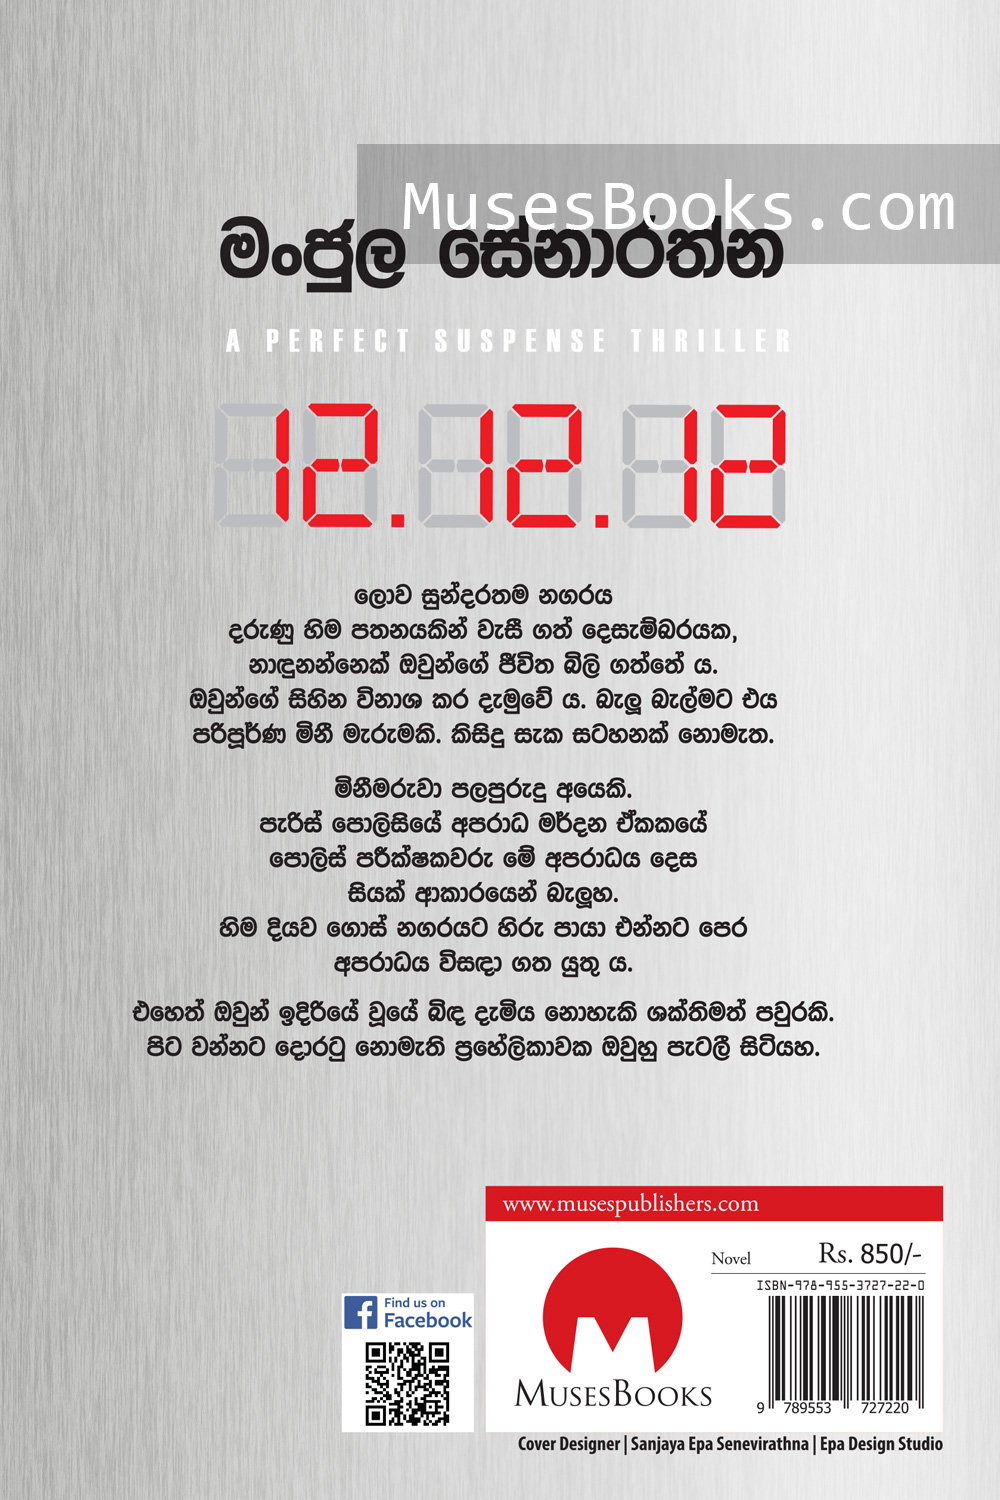 MusesBooks.com
මංජුල සේනාරත්න
A PERFECT SUSPENSE THRILLER
12.12.12
ලොව සුන්දරතම නගරය
දරුණු හිම පතනයකින් වැසී ගත් දෙසැම්බරයක,
නාඳුනන්නෙක් ඔවුන්ගේ ජීවිත බිලි ගත්තේ ය.
ඔවුන්ගේ සිහින විනාශ කර දැමුවේ ය. බැලූ බැල්මට එය
පරිපූර්ණ මිනී මැරුමකි. කිසිදු සැක සටහනක් නොමැත.
මිනීමරුවා පලපුරුදු අයෙකි.
පැරිස් පොලිසියේ අපරාධ මර්දන ඒකකයේ
පොලිස් පරීක්ෂකවරු මේ අපරාධය දෙස
සියක් ආකාරයෙන් බැලූහ.
හිම දියව ගොස් නගරයට හිරු පායා එන්නට පෙර
අපරාධය විසඳා ගත යුතු ය.
එහෙත් ඔවුන් ඉදිරියේ වූයේ බිඳ දැමිය නොහැකි ශක්තිමත් පවුරකි.
පිට වන්නට දොරටු නොමැති ප්‍රහේලිකාවක ඔවුහු පැටලී සිටියහ.
www.musespublishers.com
Novel Rs. 850/-
ISBN-978-955-3727-22-0
Find us on
Facebook
MUSESBOOKS
9 789553 727220
Cover Designer | Sanjaya Epa Senevirathna | Epa Design Studio